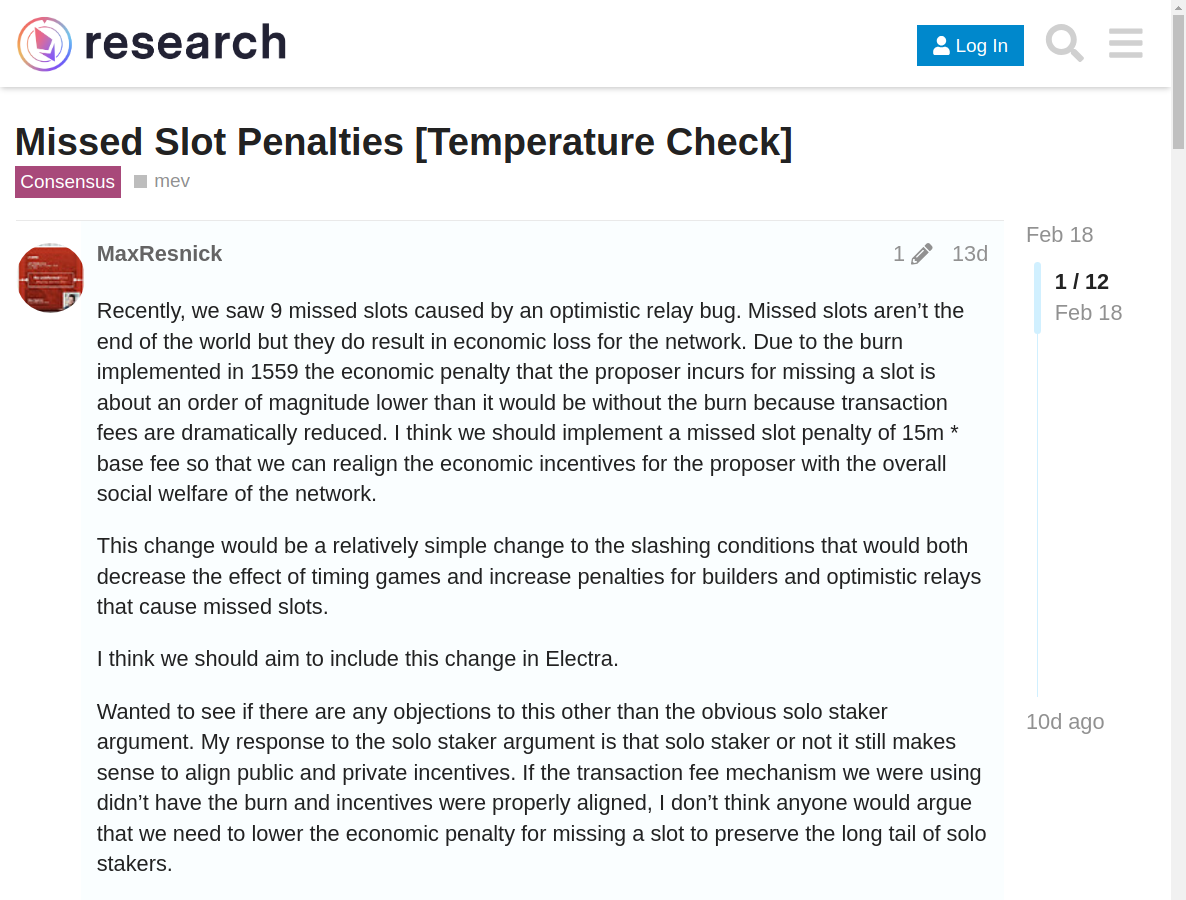 research
Log In
Missed Slot Penalties [Temperature Check]
Consensus
mev
MaxResnick
1
13d
Recently, we saw 9 missed slots caused by an optimistic relay bug. Missed slots aren’t the
end of the world but they do result in economic loss for the network. Due to the burn
implemented in 1559 the economic penalty that the proposer incurs for missing a slot is
about an order of magnitude lower than it would be without the burn because transaction
fees are dramatically reduced. I think we should implement a missed slot penalty of 15m *
base fee so that we can realign the economic incentives for the proposer with the overall
social welfare of the network.
This change would be a relatively simple change to the slashing conditions that would both
decrease the effect of timing games and increase penalties for builders and optimistic relays
that cause missed slots.
I think we should aim to include this change in Electra.
Wanted to see if there are any objections to this other than the obvious solo staker
argument. My response to the solo staker argument is that solo staker or not it still makes
sense to align public and private incentives. If the transaction fee mechanism we were using
didn’t have the burn and incentives were properly aligned, I don’t think anyone would argue
that we need to lower the economic penalty for missing a slot to preserve the long tail of solo
stakers.
Feb 18
1 / 12
Feb 18
10d ago